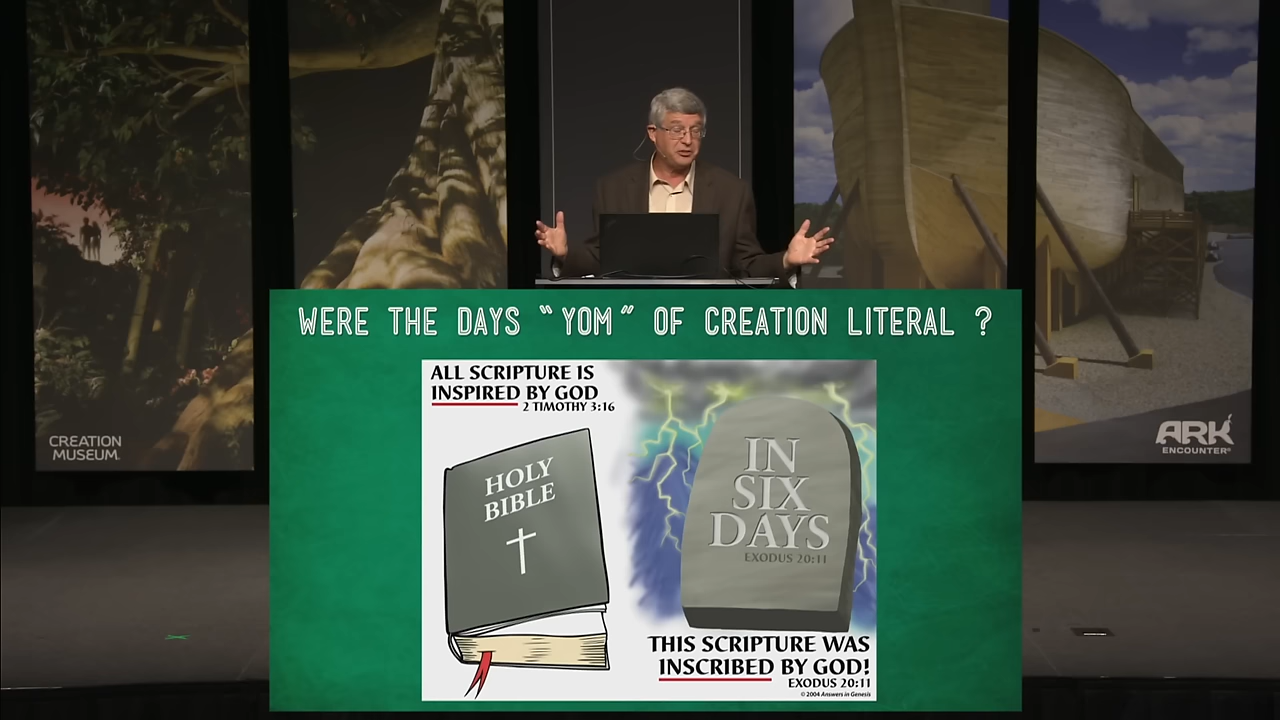 WERE THE DAYS “YOM” OF CREATION LITERAL ?
ALL SCRIPTURE IS
INSPIRED BY GOD
2 TIMOTHY 3:16
HOLY
BIBLE
IN
SIX
DAYS
EXODUS 20:11
THIS SCRIPTURE WAS
INSCRIBED BY GOD!
EXODUS 20:11
© 2004 Answers in Genesis
CREATION
MUSEUM.
ARK
ENCOUNTER®